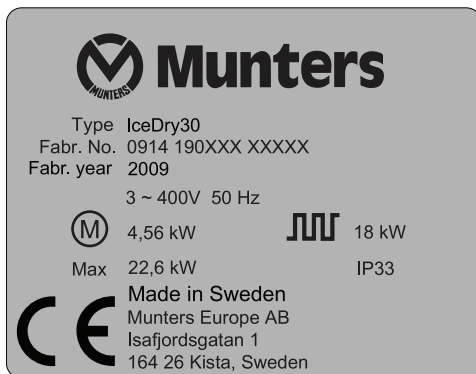 MUNTERS
Munters
Type IceDry30
Fabr. No. 0914 190XXX XXXXX
Fabr. year 2009
3 ~ 400V 50 Hz
M 4,56 kW 18 kW
Max 22,6 kW IP33
CE
Made in Sweden
Munters Europe AB
Isafjordsgatan 1
164 26 Kista, Sweden